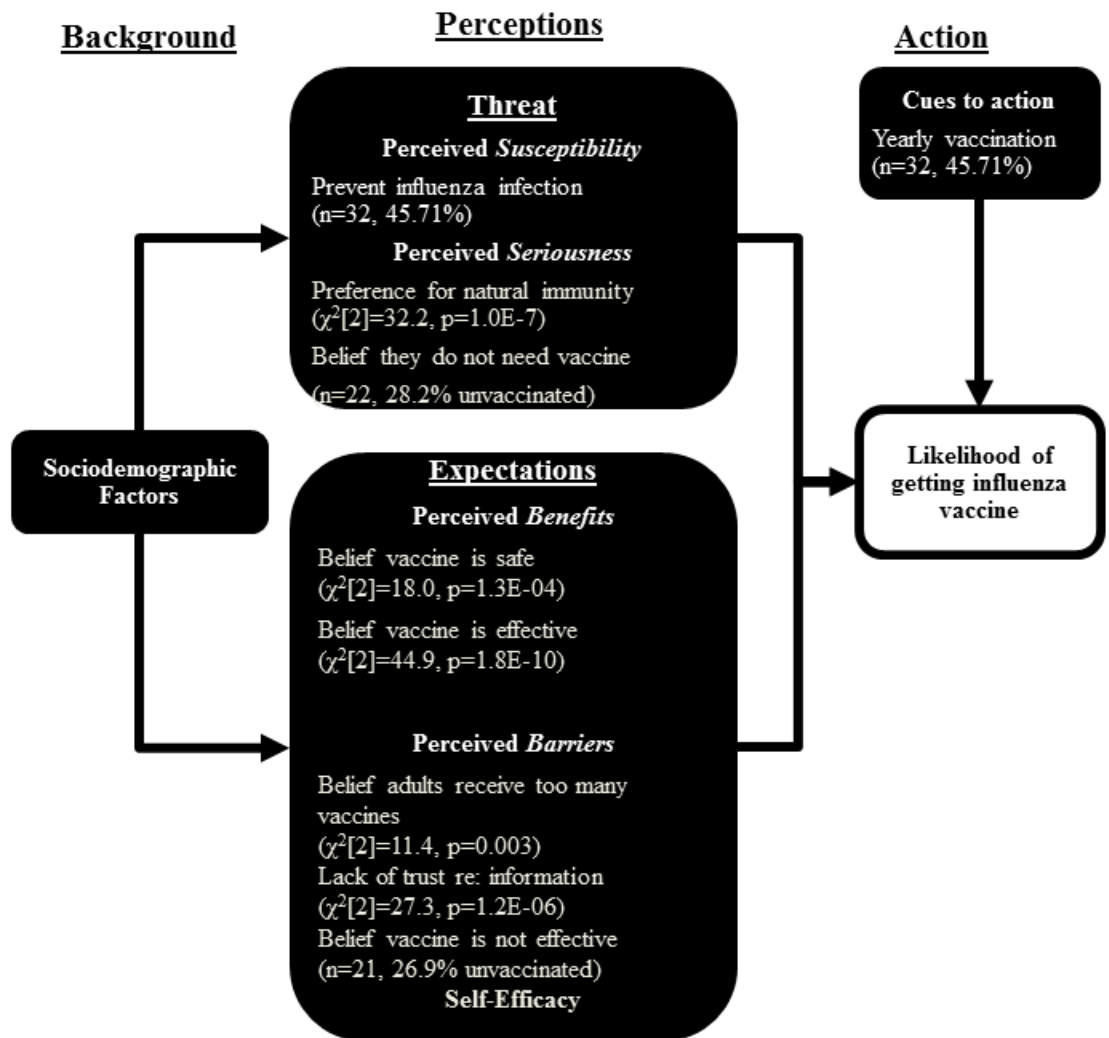 Background
Perceptions
Action
Threat
Perceived Susceptibility
Prevent influenza infection
(n=32, 45.71%)
Perceived Seriousness
Preference for natural immunity
(χ²[2]=32.2, p=1.0E-7)
Belief they do not need vaccine
(n=22, 28.2% unvaccinated)
Cues to action
Yearly vaccination
(n=32, 45.71%)
Sociodemographic
Factors
Expectations
Perceived Benefits
Belief vaccine is safe
(χ²[2]=18.0, p=1.3E-04)
Belief vaccine is effective
(χ²[2]=44.9, p=1.8E-10)
Perceived Barriers
Belief adults receive too many
vaccines
(χ²[2]=11.4, p=0.003)
Lack of trust re: information
(χ²[2]=27.3, p=1.2E-06)
Belief vaccine is not effective
(n=21, 26.9% unvaccinated)
Self-Efficacy
Likelihood of
getting influenza
vaccine